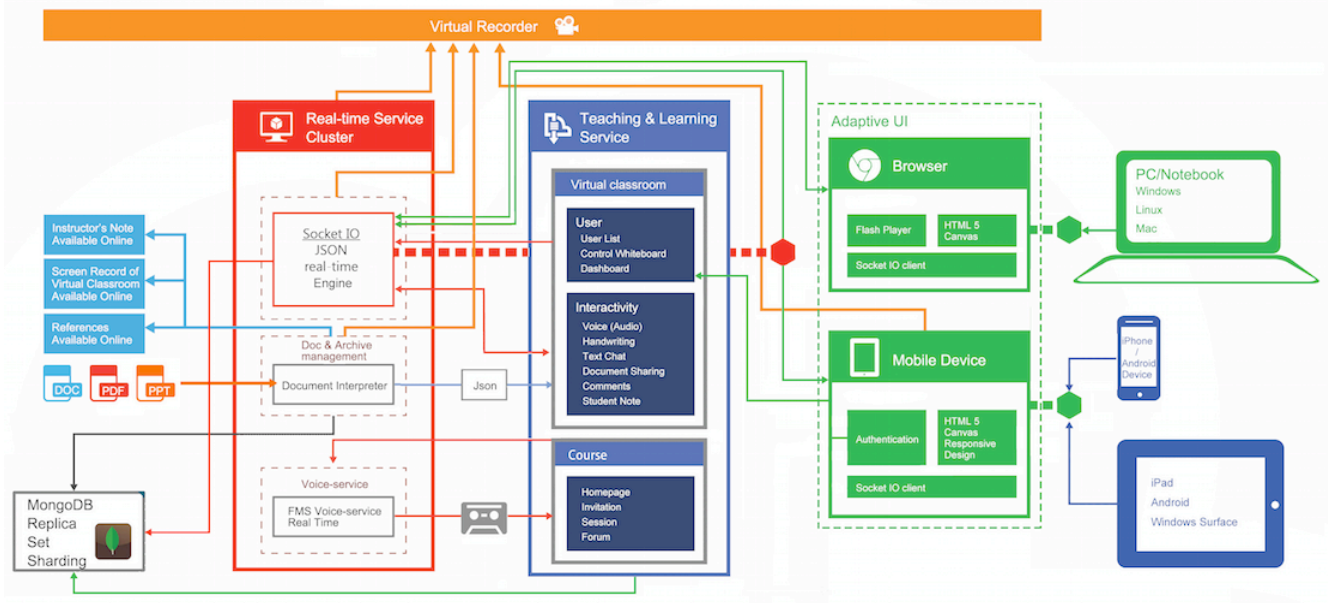 Virtual Recorder
Real-time Service
Cluster
Socket IO
JSON
real-time
Engine
Doc & Archive
management
Document Interpreter
Voice-service
FMS Voice-service
Real Time
Instructor's Note
Available Online
Screen Record of
Virtual Classroom
Available Online
References
Available Online
DOC
PDF
PPT
MongoDB
Replica
Set
Sharding
Json
Teaching & Learning
Service
Virtual classroom
User
User List
Control Whiteboard
Dashboard
Interactivity
Voice (Audio)
Handwriting
Text Chat
Document Sharing
Comments
Student Note
Course
Homepage
Invitation
Session
Forum
Adaptive UI
Browser
Flash Player
HTML 5
Canvas
Socket IO client
Mobile Device
Authentication
HTML 5
Canvas
Responsive
Design
Socket IO client
PC/Notebook
Windows
Linux
Mac
iPhone
/
Android
Device
iPad
Android
Windows Surface